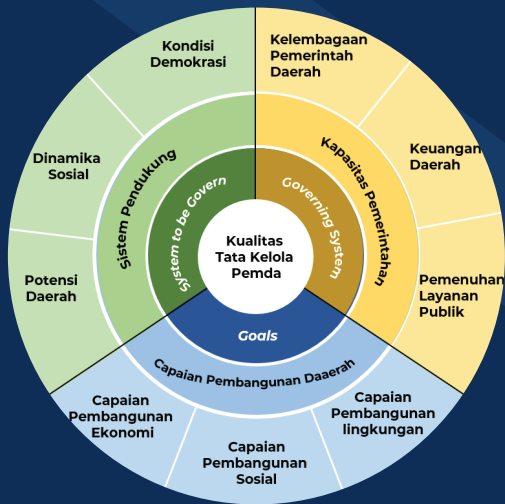 Kondisi
Demokrasi
Kelembagaan
Pemerintah
Daerah
Dinamika
Sosial
Keuangan
Daerah
Sistem Pendukung
Kapasitas Pemerintahan
System to be Govern
Governing System
Kualitas
Tata Kelola
Pemda
Potensi
Daerah
Pemenuhan
Layanan
Publik
Goals
Capaian Pembangunan Daaerah
Capaian
Pembangunan
Ekonomi
Capaian
Pembangunan
Sosial
Capaian
Pembangunan
lingkungan